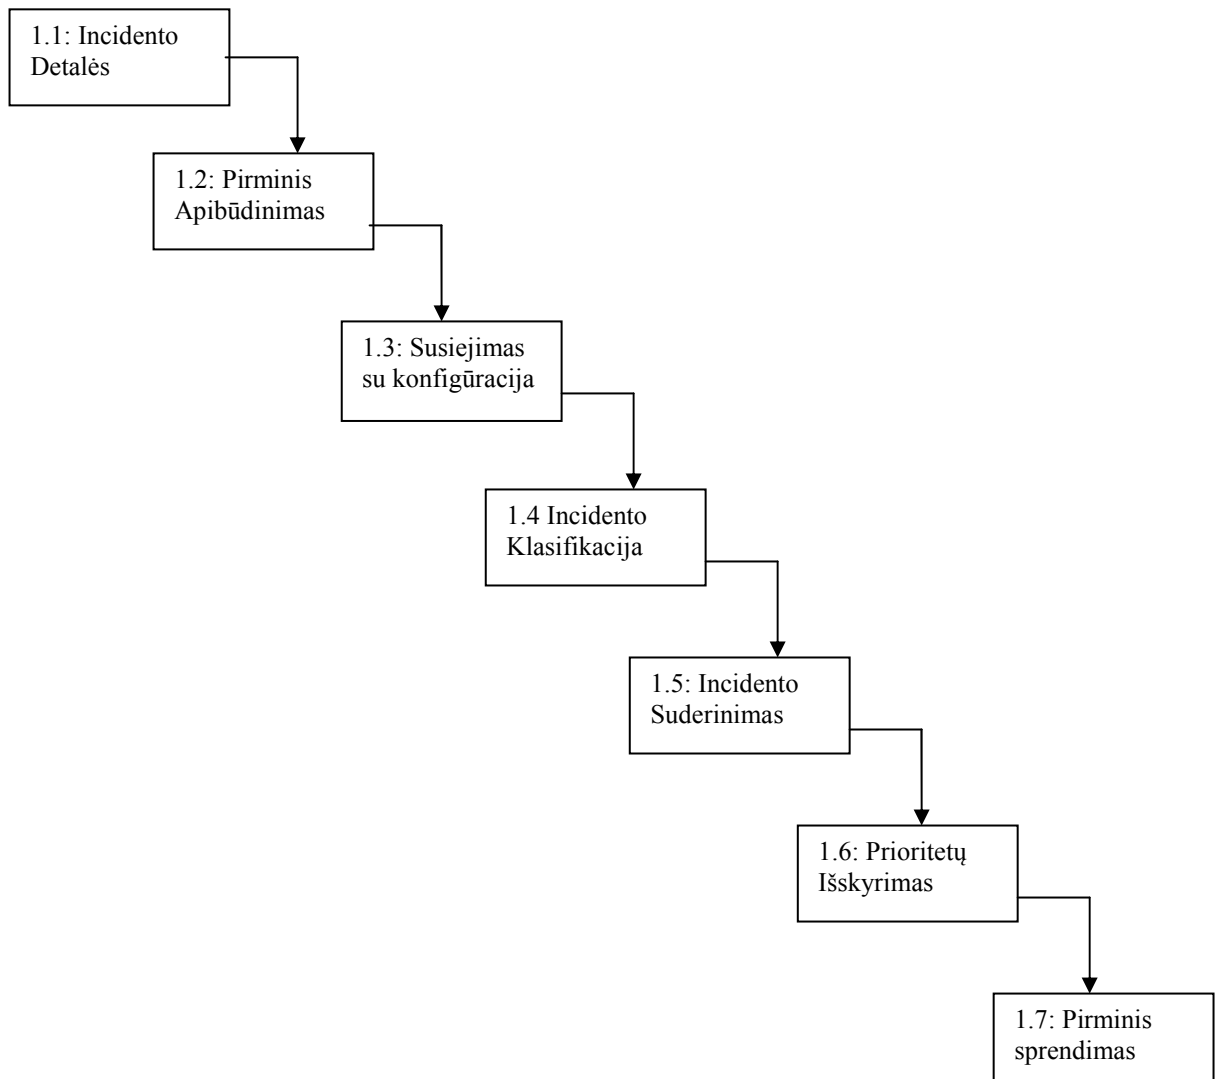 1.1: Incidento
Detalės
1.2: Pirminis
Apibūdinimas
1.3: Susiejimas
su konfigūracija
1.4 Incidento
Klasifikacija
1.5: Incidento
Suderinimas
1.6: Prioritetų
Išskyrimas
1.7: Pirminis
sprendimas